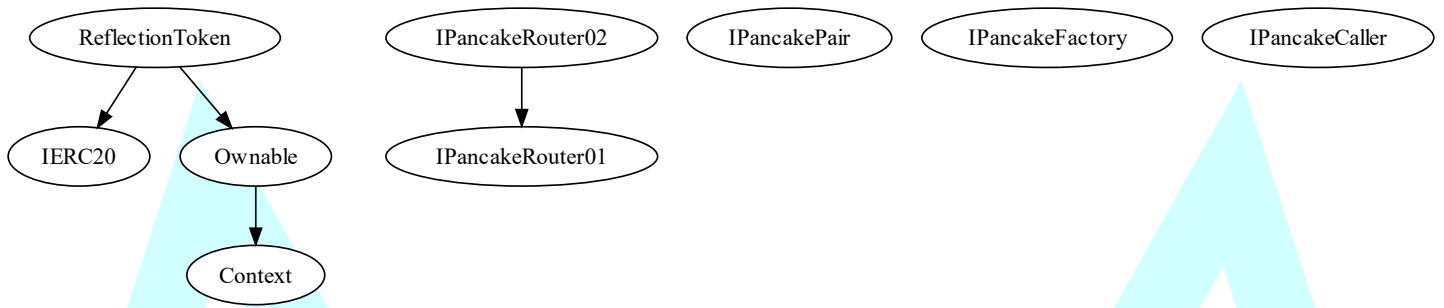 ReflectionToken
IPancakeRouter02
IPancakePair
IPancakeFactory
IPancakeCaller
IERC20
Ownable
IPancakeRouter01
Context